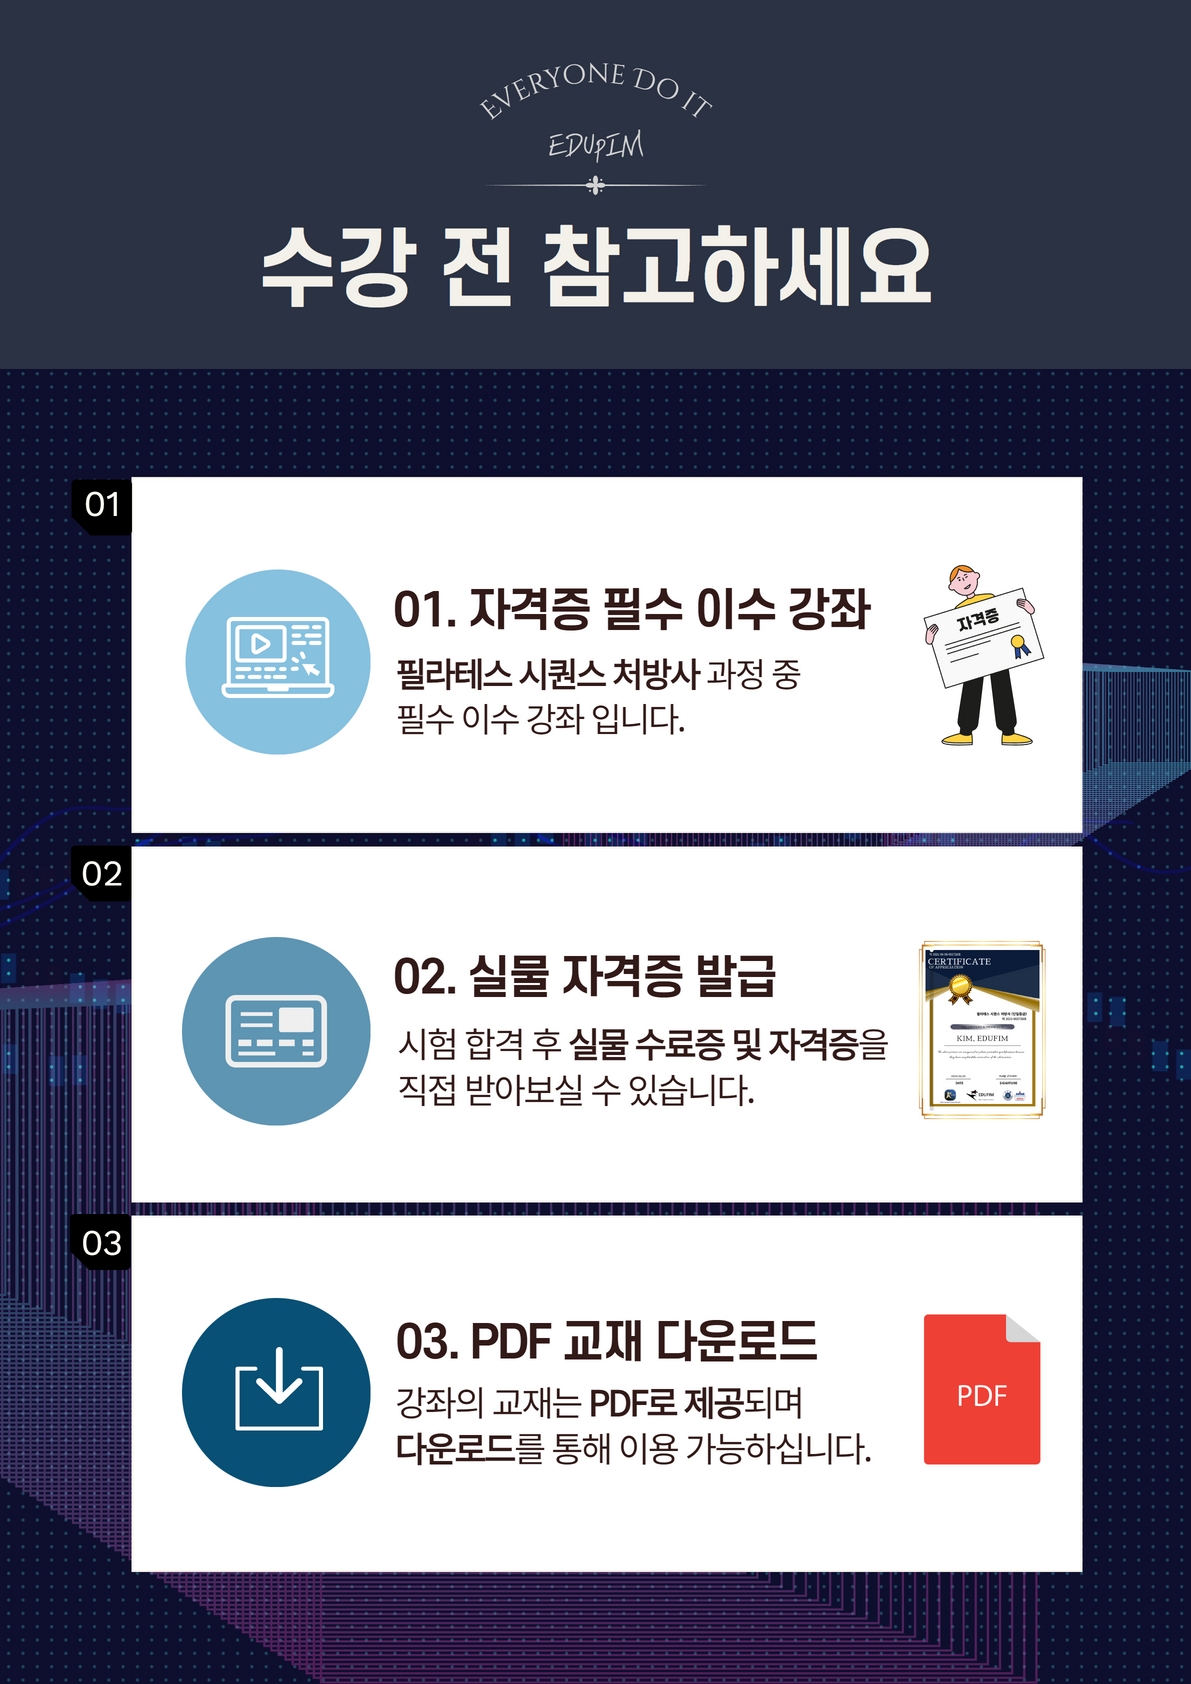 EVERYONE DO IT
EDUpIM
수강 전 참고하세요
01
01. 자격증 필수 이수 강좌
필라테스 시퀀스 처방사 과정 중
필수 이수 강좌 입니다.
자격증
02
02. 실물 자격증 발급
시험 합격 후 실물 수료증 및 자격증을
직접 받아보실 수 있습니다.
CERTIFICATE
OF APPRECIATION
KIM, EDUFIM
DATE
SIGNATURE
03
03. PDF 교재 다운로드
강좌의 교재는 PDF로 제공되며
다운로드를 통해 이용 가능하십니다.
PDF